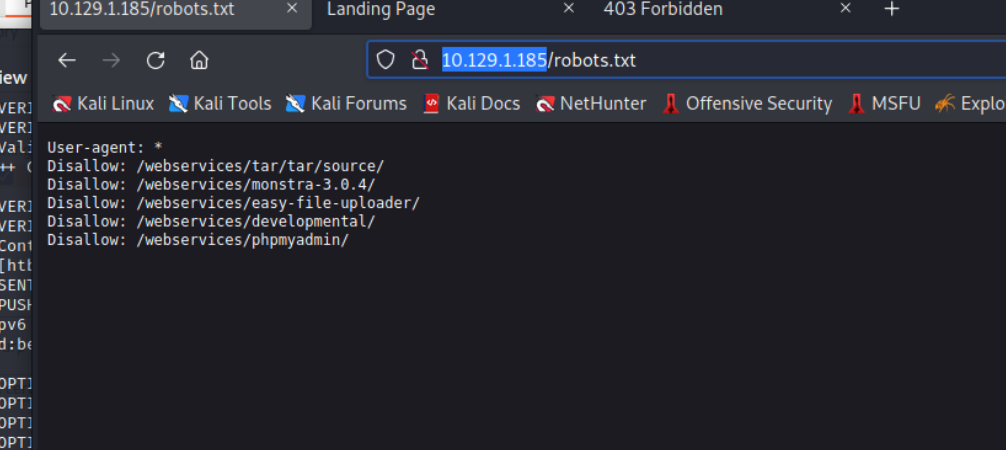 10.129.1.185/robots.txt
Landing Page
403 Forbidden
10.129.1.185/robots.txt
iew
Kali Linux
Kali Tools
Kali Forums
Kali Docs
NetHunter
Offensive Security
MSFU
Explo
VERI
VERI
Vali
++ C
VERI
VERI
Cont
[htb
SENT
PUSH
pv6
d:be
OPTI
OPTI
OPTI
OPTI
User-agent: *
Disallow: /webservices/tar/tar/source/
Disallow: /webservices/monstra-3.0.4/
Disallow: /webservices/easy-file-uploader/
Disallow: /webservices/developmental/
Disallow: /webservices/phpmyadmin/